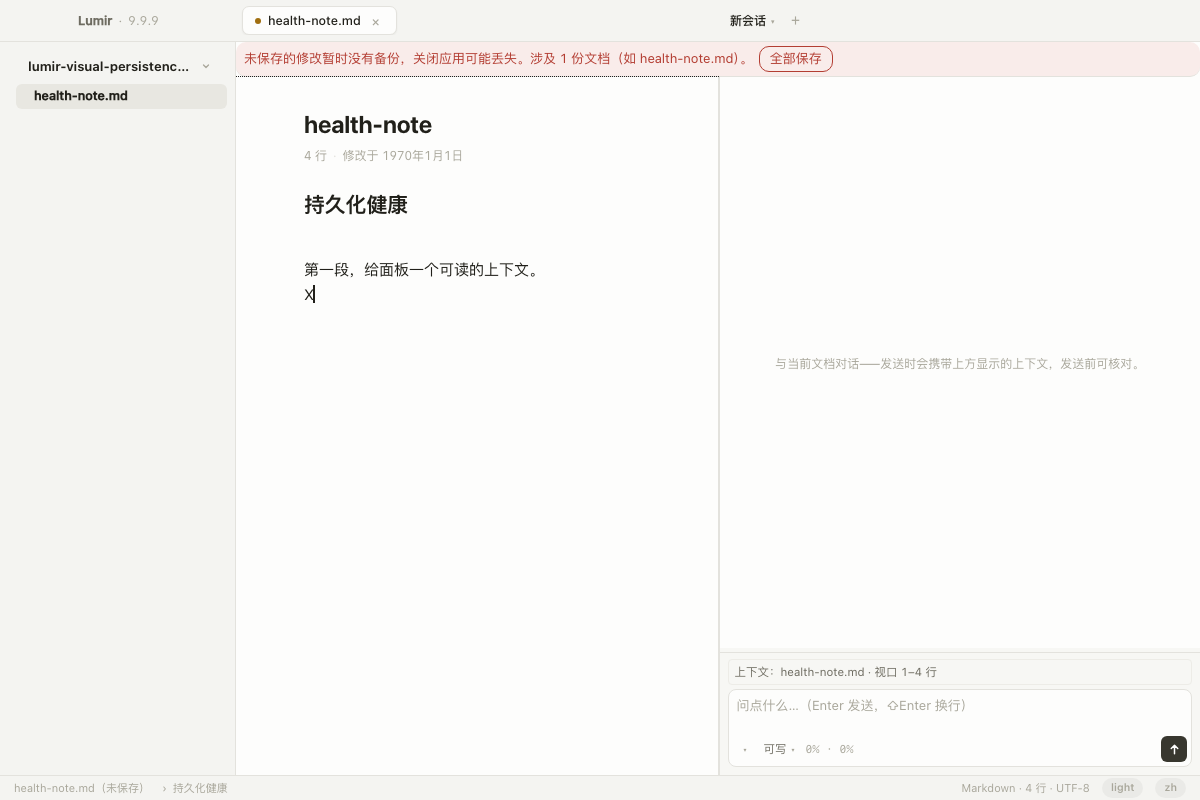 Lumir · 9.9.9
health-note.md ×
新会话 +
lumir-visual-persistenc...
health-note.md
未保存的修改暂时没有备份，关闭应用可能丢失。涉及 1 份文档（如 health-note.md）。 全部保存
health-note
4 行 · 修改于 1970年1月1日
持久化健康
第一段，给面板一个可读的上下文。
X
与当前文档对话——发送时会携带上方显示的上下文，发送前可核对。
上下文：health-note.md · 视口 1–4 行
问点什么…（Enter 发送，⇧Enter 换行）
可写 0% · 0%
health-note.md（未保存） › 持久化健康
Markdown · 4 行 · UTF-8 light zh